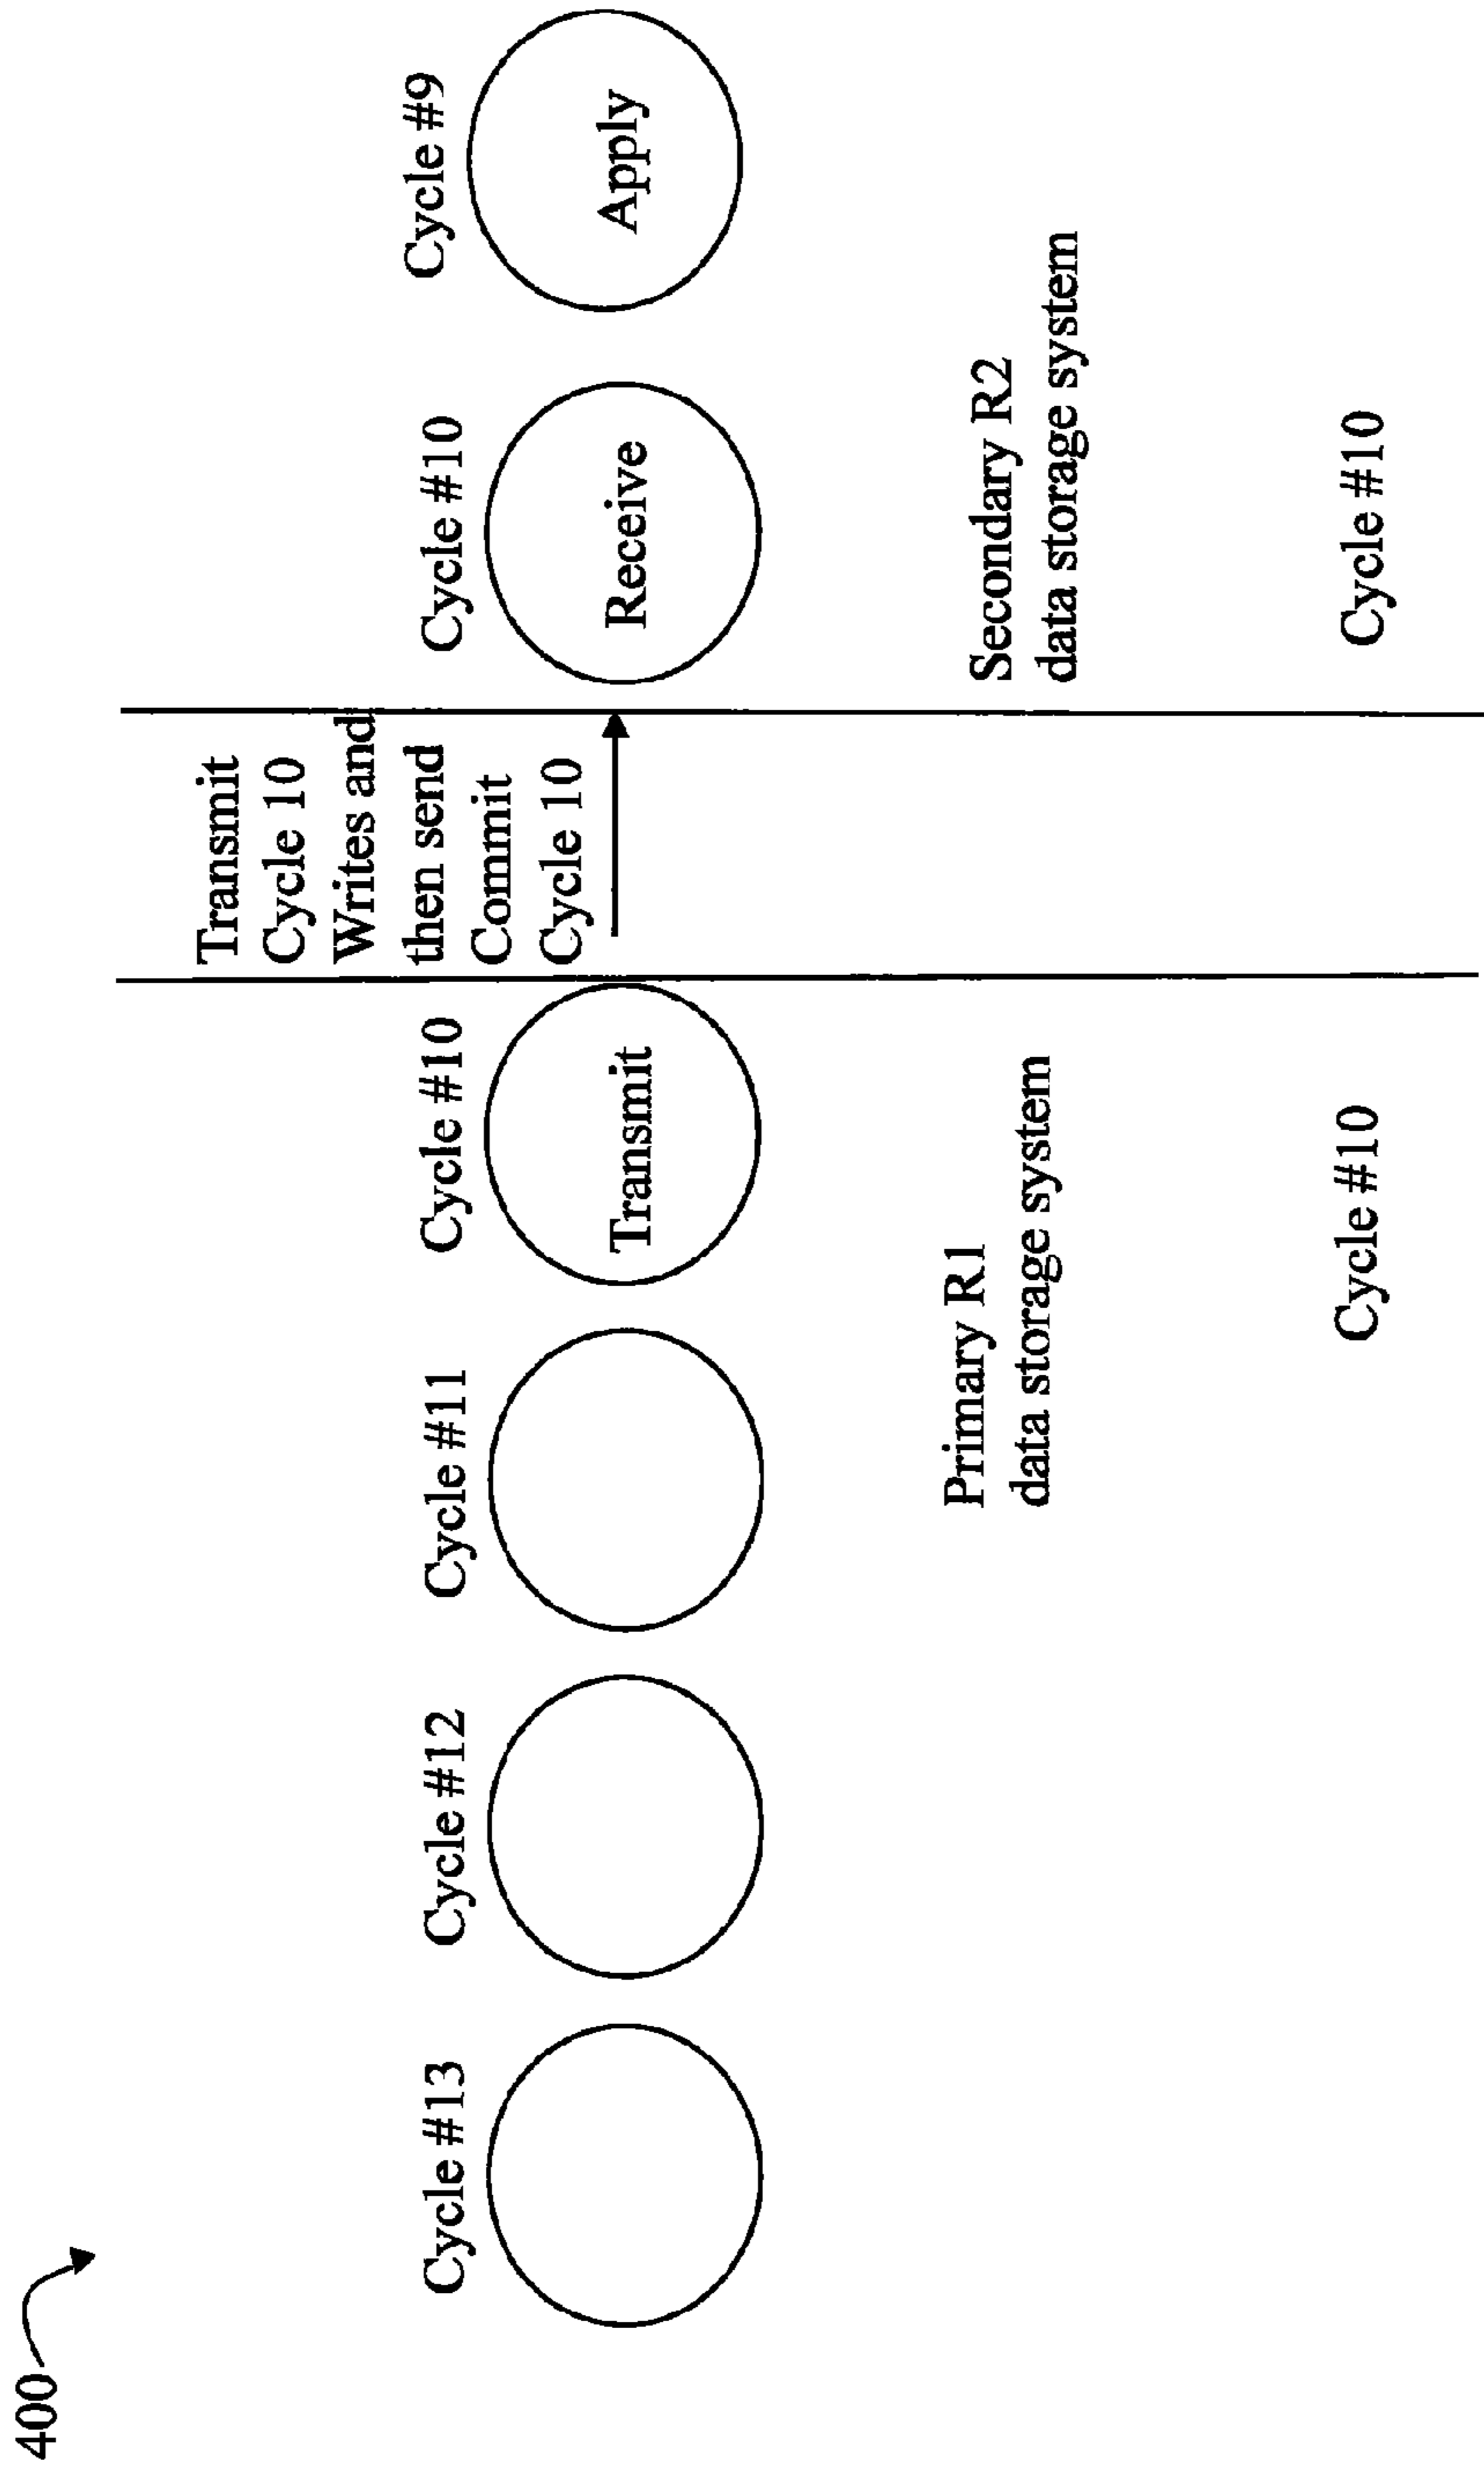 400
Cycle #13
Cycle #12
Cycle #11
Cycle #10
Transmit
Transmit
Cycle 10
Writes and
then send
Commit
Cycle 10
Cycle #10
Receive
Cycle #9
Apply
Primary R1
data storage system
Secondary R2
data storage system
Cycle #10
Cycle #10